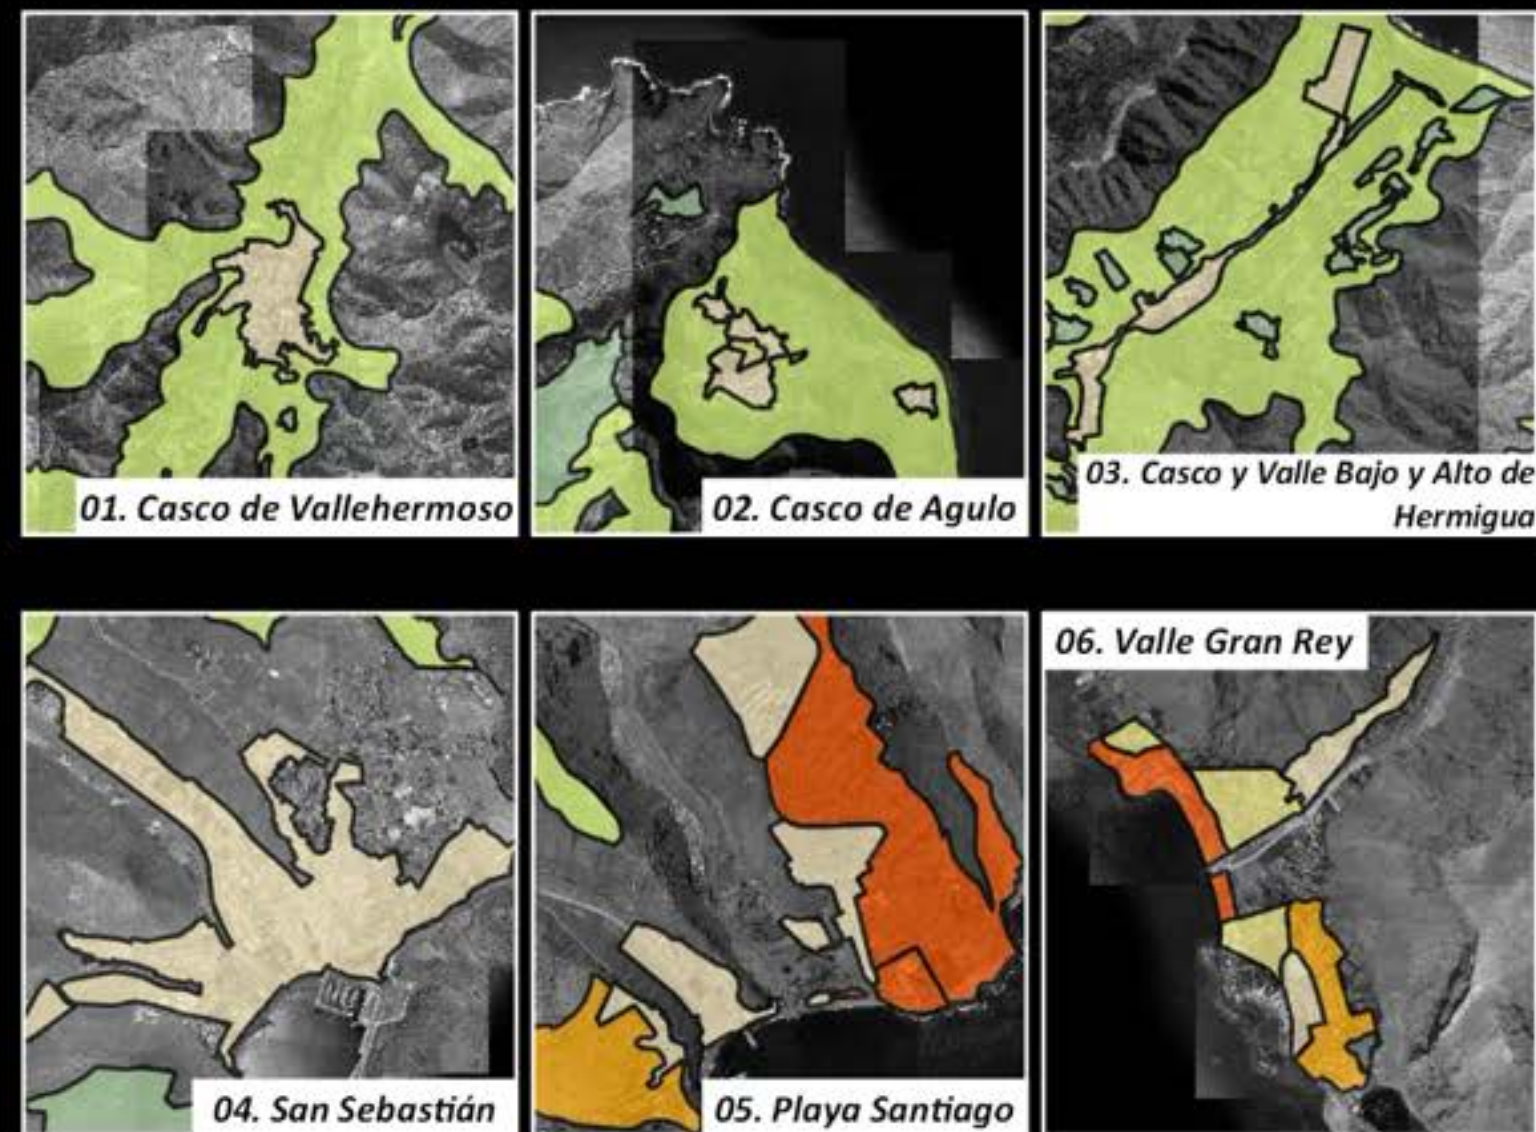 01. Casco de Vallehermoso
02. Casco de Agulo
03. Casco y Valle Bajo y Alto de
Hermigua
04. San Sebastián
05. Playa Santiago
06. Valle Gran Rey